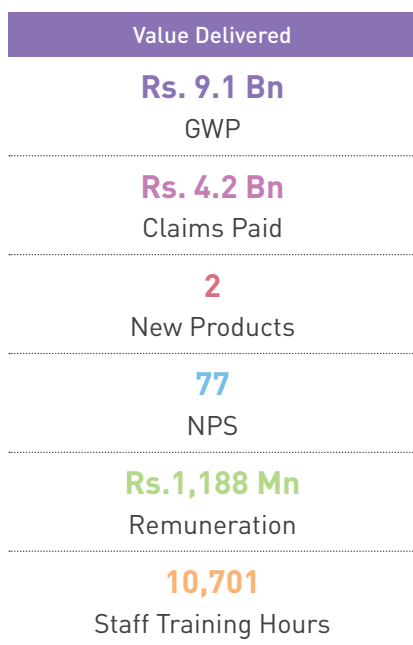 Value Delivered
Rs. 9.1 Bn
GWP
Rs. 4.2 Bn
Claims Paid
2
New Products
77
NPS
Rs.1,188 Mn
Remuneration
10,701
Staff Training Hours